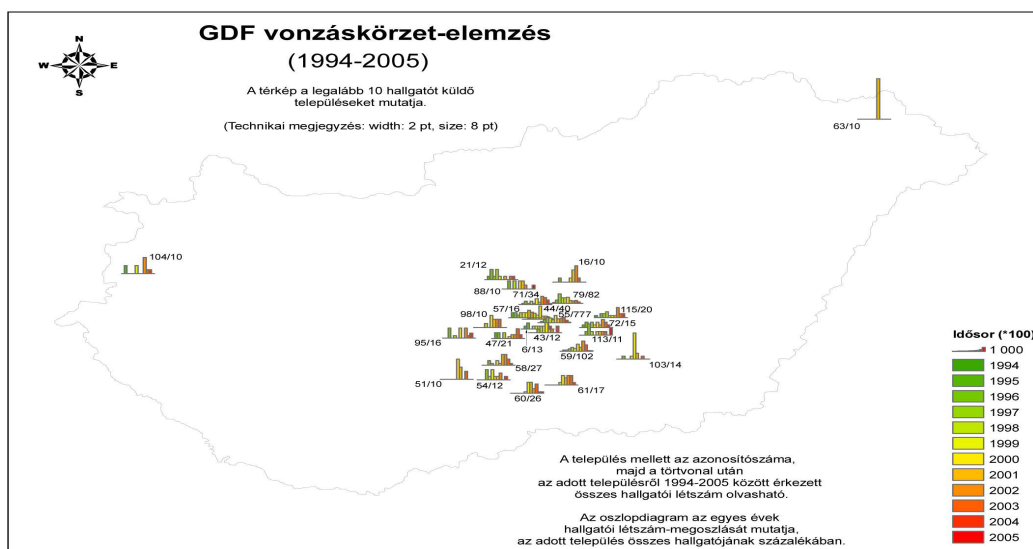 GDF vonzáskörzet-elemzés
(1994-2005)
A térkép a legalább 10 hallgatót küldő
településeket mutatja.
(Technikai megjegyzés: width: 2 pt, size: 8 pt)
N
W
E
S
63/10
104/10
21/12
16/10
88/10
71/34
79/82
57/16
44/40
55/777
115/20
98/10
72/15
95/16
47/21
43/12
113/11
6/13
59/102
103/14
58/27
51/10
54/12
61/17
60/26
Idősor (*100)
1 000
1994
1995
1996
1997
1998
1999
2000
2001
2002
2003
2004
2005
A település mellett az azonosítószáma,
majd a törtvonal után
az adott településről 1994-2005 között érkezett
összes hallgatói létszám olvasható.
Az oszlopdiagram az egyes évek
hallgatói létszám-megoszlását mutatja,
az adott település összes hallgatójának százalékában.